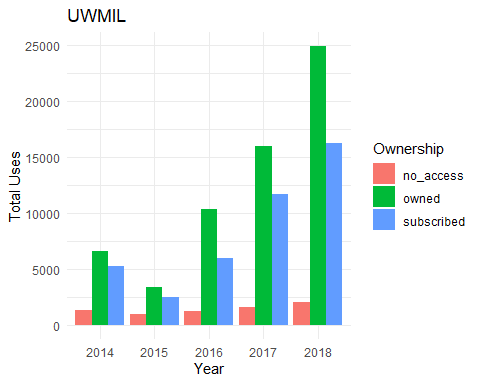 UWMIL
Total Uses
25000
20000
15000
10000
5000
0
2014 2015 2016 2017 2018
Year
Ownership
no_access
owned
subscribed